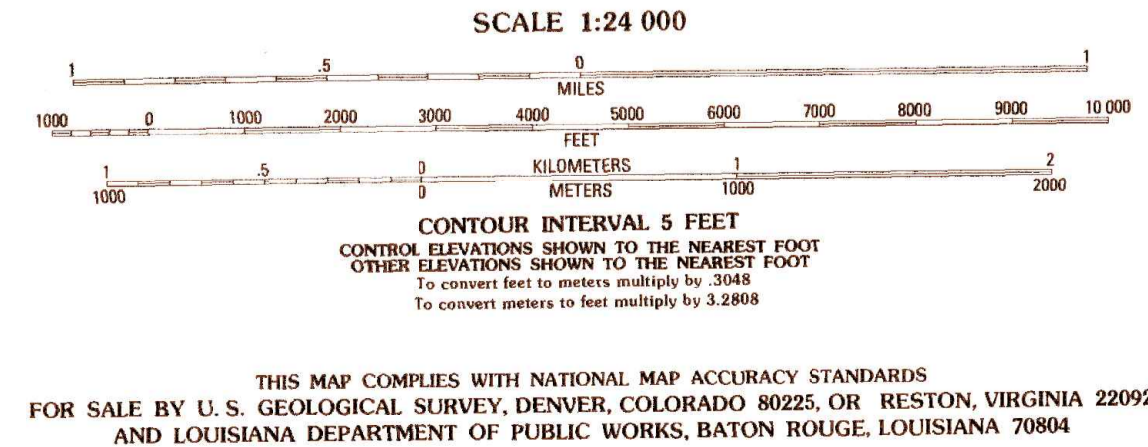 SCALE 1:24 000
1 .5 0 1
MILES
1000 0 1000 2000 3000 4000 5000 6000 7000 8000 9000 10 000
FEET
1 .5 0 KILOMETERS 1 2
1000 0 METERS 1000 2000
CONTOUR INTERVAL 5 FEET
CONTROL ELEVATIONS SHOWN TO THE NEAREST FOOT
OTHER ELEVATIONS SHOWN TO THE NEAREST FOOT
To convert feet to meters multiply by .3048
To convert meters to feet multiply by 3.2808
THIS MAP COMPLIES WITH NATIONAL MAP ACCURACY STANDARDS
FOR SALE BY U. S. GEOLOGICAL SURVEY, DENVER, COLORADO 80225, OR RESTON, VIRGINIA 22092
AND LOUISIANA DEPARTMENT OF PUBLIC WORKS, BATON ROUGE, LOUISIANA 70804